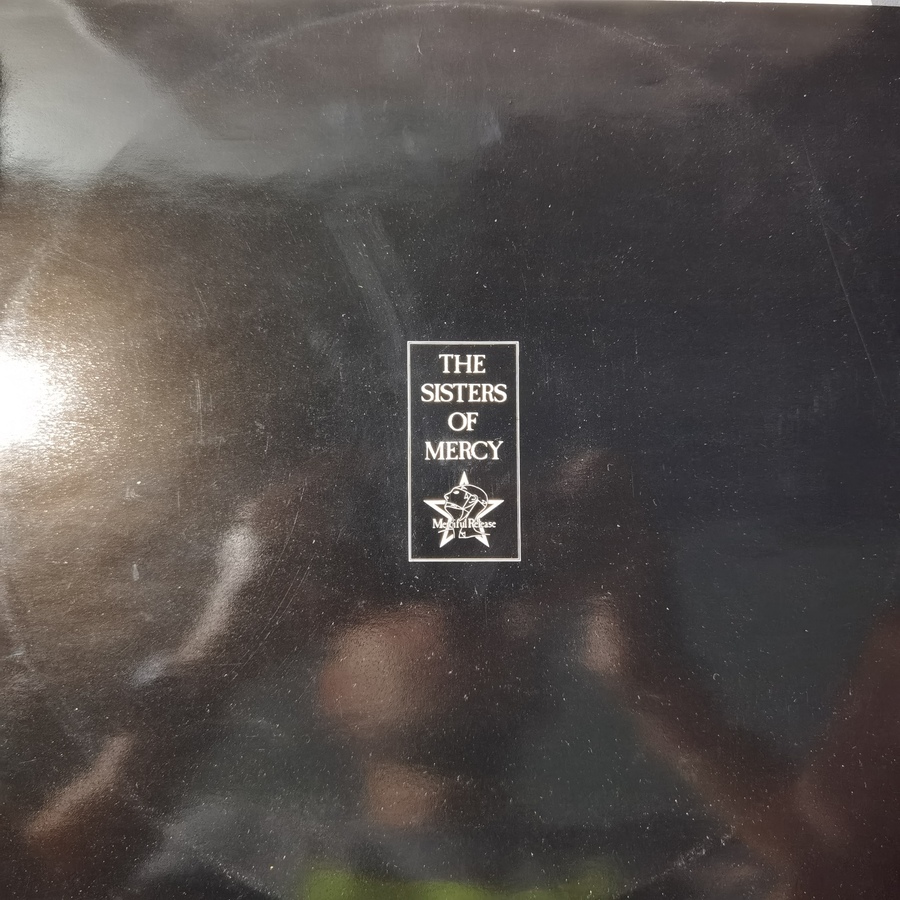 THE
SISTERS
OF
MERCY
Merciful Release